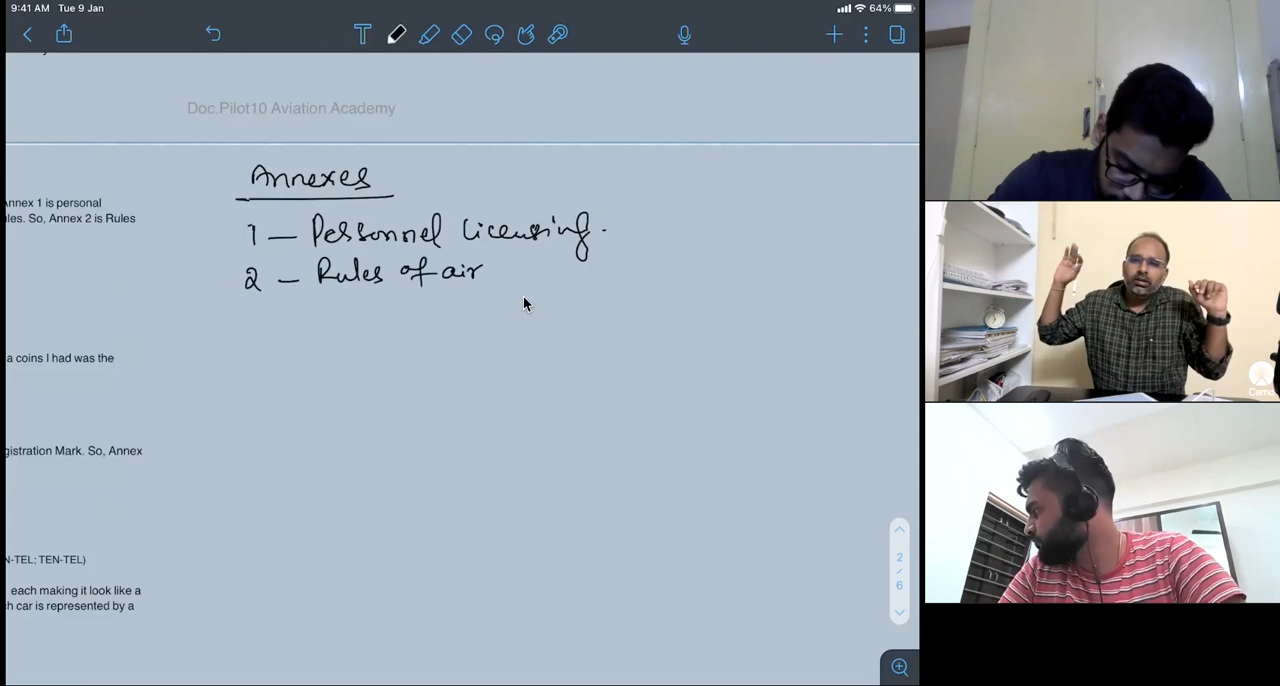 9:41 AM Tue 9 Jan
64%
Doc.Pilot10 Aviation Academy
Annex 1 is personal
les. So, Annex 2 is Rules
a coins I had was the
gistration Mark. So, Annex
N-TEL; TEN-TEL)
each making it look like a
h car is represented by a
Annexes
1 — Personnel licensing.
2 — Rules of air
2
/
6